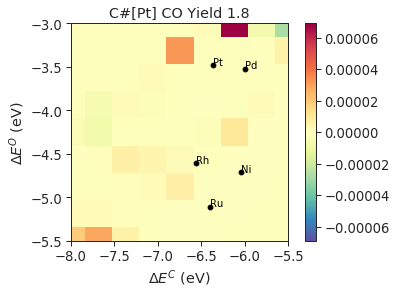 C#[Pt] CO Yield 1.8
−3.0
−3.5
−4.0
−4.5
−5.0
−5.5
ΔE^O (eV)
Pt
Pd
Rh
Ni
Ru
−8.0 −7.5 −7.0 −6.5 −6.0 −5.5
ΔE^C (eV)
0.00006
0.00004
0.00002
0.00000
−0.00002
−0.00004
−0.00006